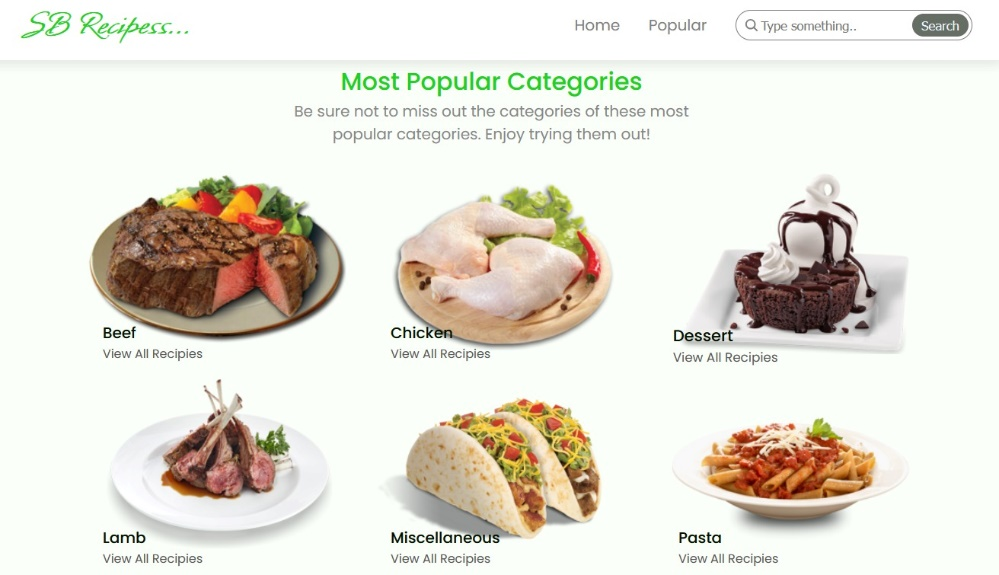 SB Recipess...
Home
Popular
Type something..
Search
Most Popular Categories
Be sure not to miss out the categories of these most
popular categories. Enjoy trying them out!
Beef
View All Recipies
Chicken
View All Recipies
Dessert
View All Recipies
Lamb
View All Recipies
Miscellaneous
View All Recipies
Pasta
View All Recipies